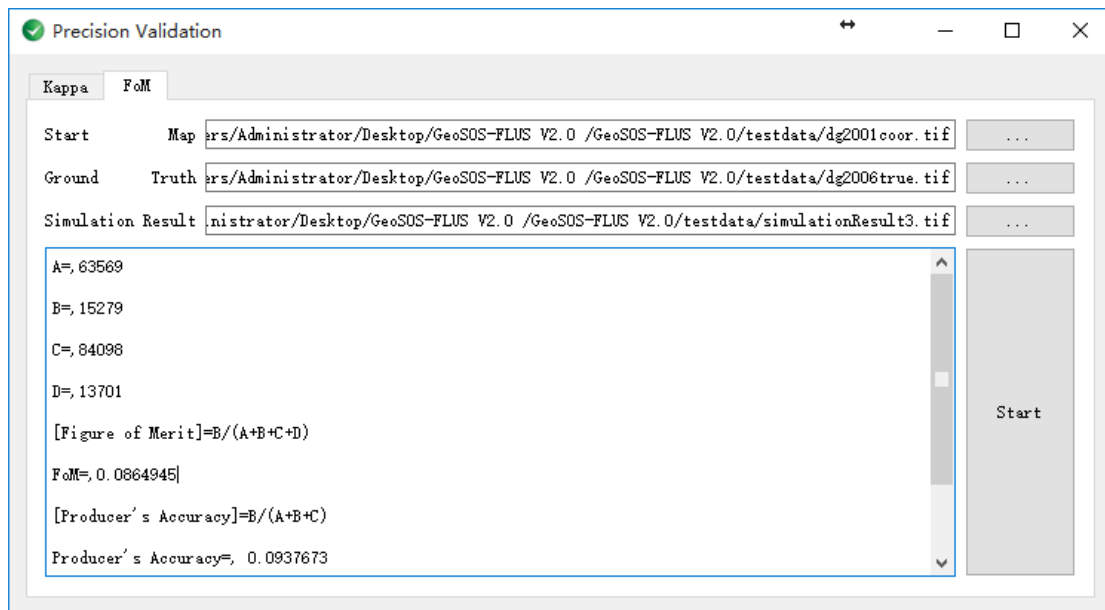 Precision Validation
Kappa FoM
Start Map ers/Administrator/Desktop/GeoSOS-FLUS V2.0 /GeoSOS-FLUS V2.0/testdata/dg2001coor.tif ...
Ground Truth ers/Administrator/Desktop/GeoSOS-FLUS V2.0 /GeoSOS-FLUS V2.0/testdata/dg2006true.tif ...
Simulation Result .nistrator/Desktop/GeoSOS-FLUS V2.0 /GeoSOS-FLUS V2.0/testdata/simulationResult3.tif ...
A=, 63569
B=, 15279
C=, 84098
D=, 13701
[Figure of Merit]=B/(A+B+C+D)
FoM=, 0.0864945
[Producer's Accuracy]=B/(A+B+C)
Producer's Accuracy=, 0.0937673
Start